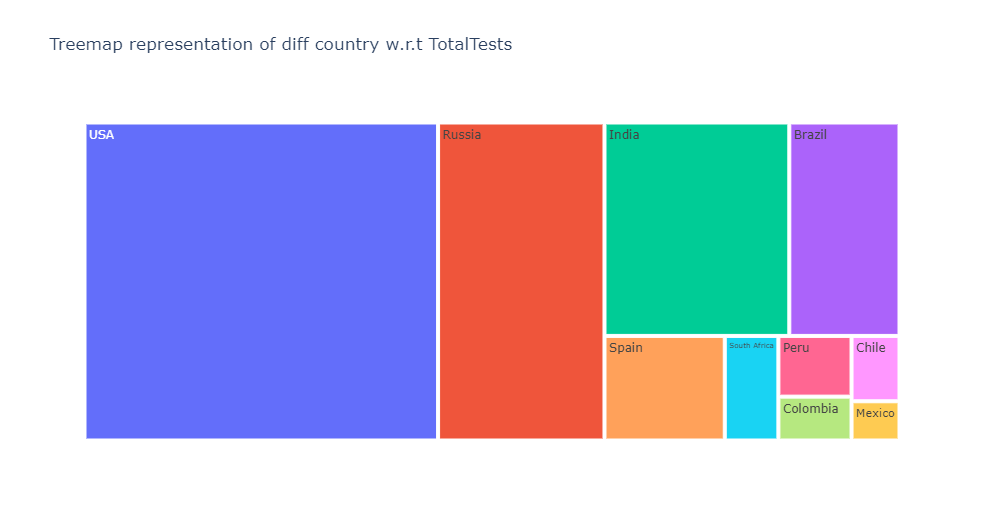 Treemap representation of diff country w.r.t TotalTests
USA
Russia
India
Brazil
Spain
South Africa
Peru
Chile
Colombia
Mexico